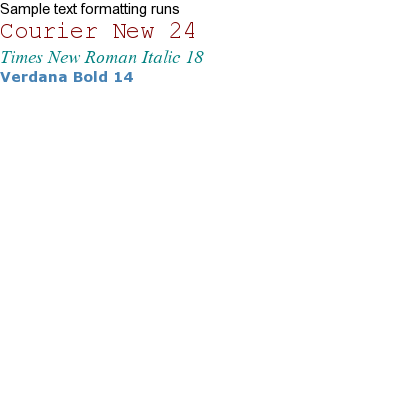 Sample text formatting runs
Courier New 24
Times New Roman Italic 18
Verdana Bold 14